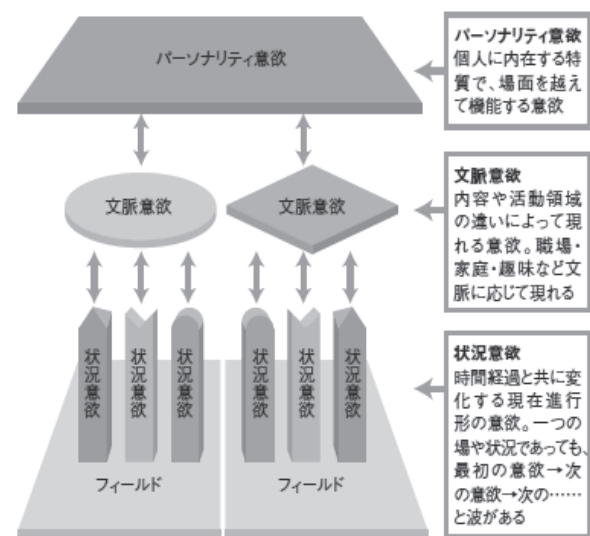 パーソナリティ意欲
パーソナリティ意欲
個人に内在する特
質で、場面を越え
て機能する意欲
文脈意欲
文脈意欲
文脈意欲
内容や活動領域
の違いによって現
れる意欲。職場・
家庭・趣味など文
脈に応じて現れる
状況意欲
状況意欲
状況意欲
状況意欲
状況意欲
状況意欲
フィールド
フィールド
状況意欲
時間経過と共に変
化する現在進行
形の意欲。一つの
場や状況であっても、
最初の意欲→次
の意欲→次の……
と波がある